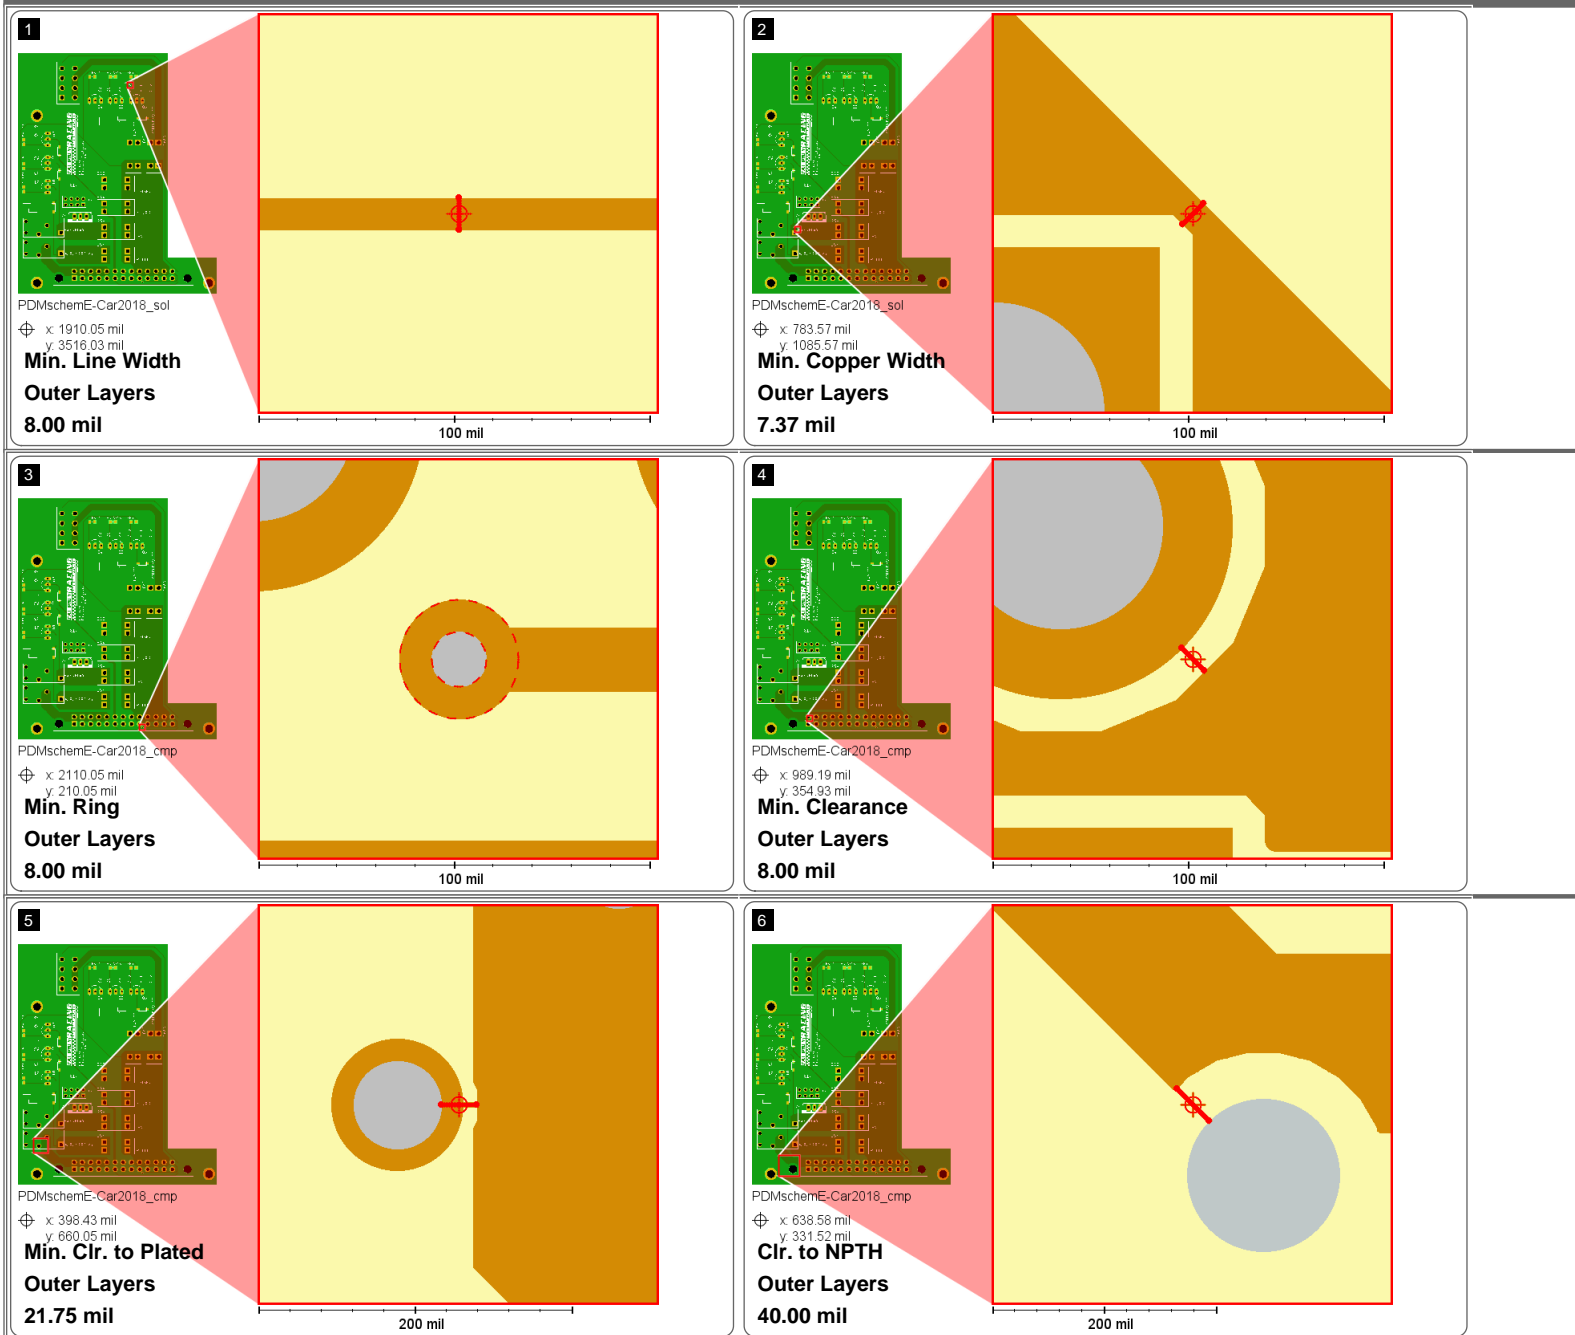 1
PDMschemE-Car2018_sol
x: 1910.05 mil
y: 3516.03 mil
Min. Line Width
Outer Layers
8.00 mil
100 mil
2
PDMschemE-Car2018_sol
x: 783.57 mil
y: 1085.57 mil
Min. Copper Width
Outer Layers
7.37 mil
100 mil
3
PDMschemE-Car2018_cmp
x: 2110.05 mil
y: 210.05 mil
Min. Ring
Outer Layers
8.00 mil
100 mil
4
PDMschemE-Car2018_cmp
x: 989.19 mil
y: 354.93 mil
Min. Clearance
Outer Layers
8.00 mil
100 mil
5
PDMschemE-Car2018_cmp
x: 398.43 mil
y: 660.05 mil
Min. Clr. to Plated
Outer Layers
21.75 mil
200 mil
6
PDMschemE-Car2018_cmp
x: 638.58 mil
y: 331.52 mil
Clr. to NPTH
Outer Layers
40.00 mil
200 mil